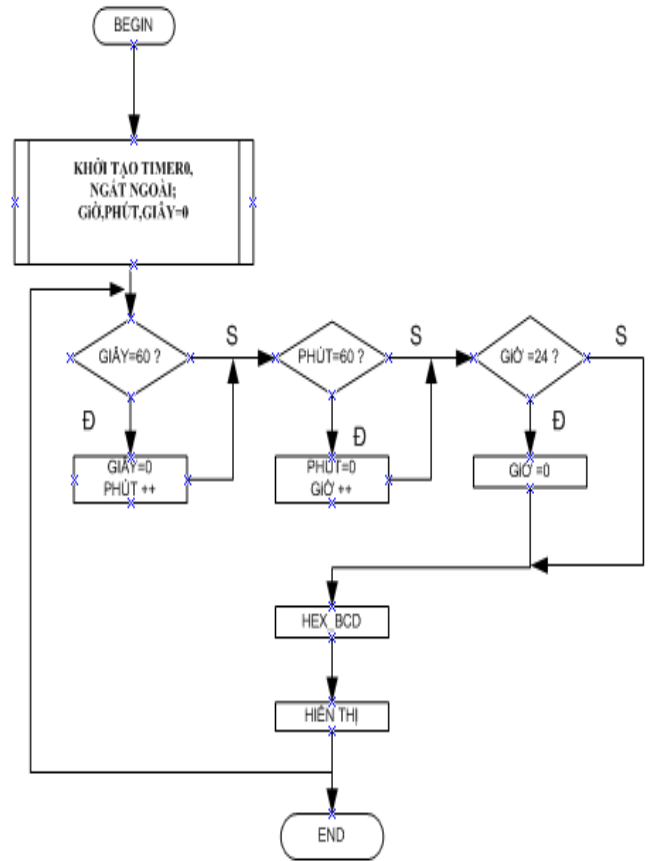 BEGIN
KHỞI TẠO TIMER0,
NGẮT NGOÀI;
GIỜ,PHÚT,GIÂY=0
GIÂY=60 ?
S
PHÚT=60 ?
S
GIỜ =24 ?
S
Đ
GIÂY=0
PHÚT ++
Đ
PHÚT=0
GIỜ ++
Đ
GIỜ =0
HEX_BCD
HIỂN THỊ
END